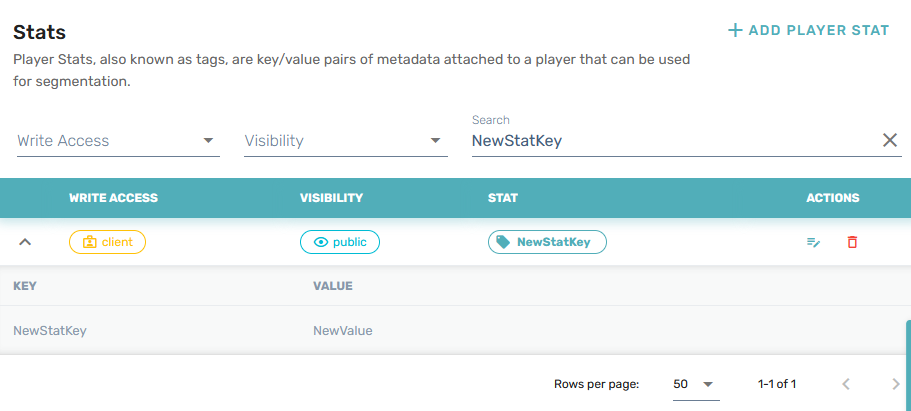 Stats
ADD PLAYER STAT
Player Stats, also known as tags, are key/value pairs of metadata attached to a player that can be used
for segmentation.
Search
Write Access Visibility NewStatKey
WRITE ACCESS VISIBILITY STAT ACTIONS
client public NewStatKey
KEY VALUE
NewStatKey NewValue
Rows per page: 50 1-1 of 1